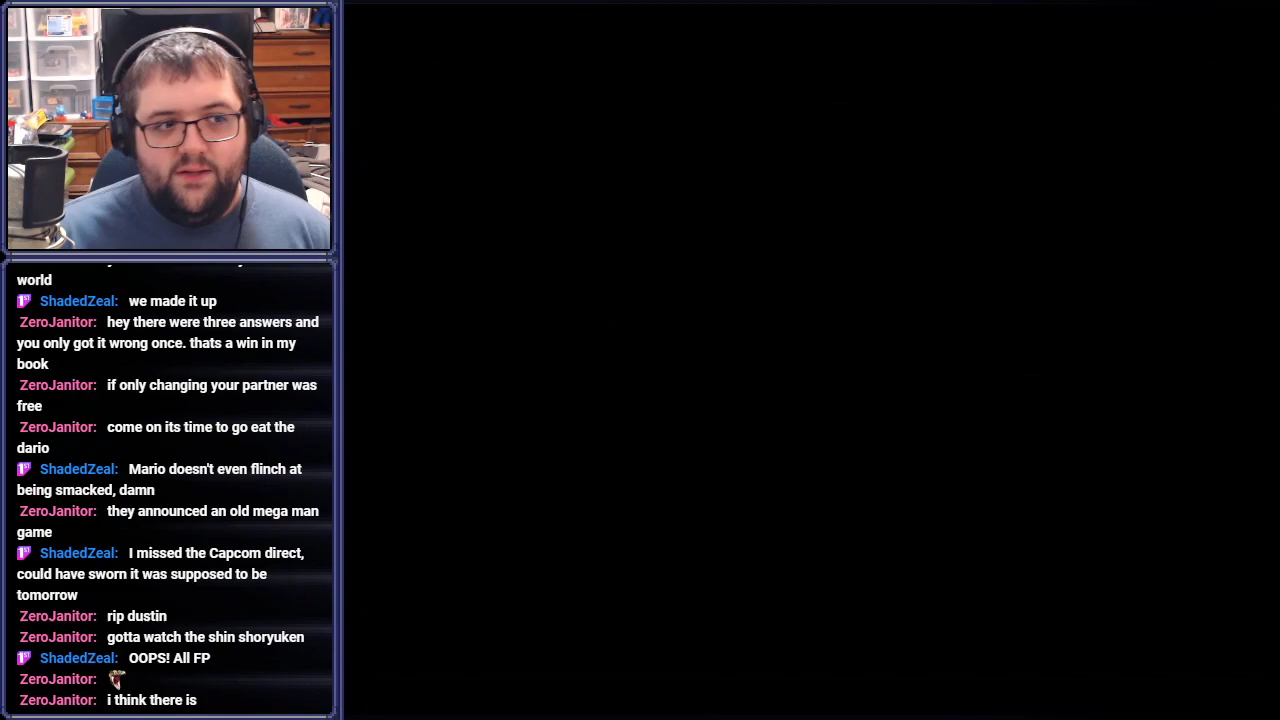 world
ShadedZeal: we made it up
ZeroJanitor: hey there were three answers and
you only got it wrong once. thats a win in my
book
ZeroJanitor: if only changing your partner was
free
ZeroJanitor: come on its time to go eat the
dario
ShadedZeal: Mario doesn't even flinch at
being smacked, damn
ZeroJanitor: they announced an old mega man
game
ShadedZeal: I missed the Capcom direct,
could have sworn it was supposed to be
tomorrow
ZeroJanitor: rip dustin
ZeroJanitor: gotta watch the shin shoryuken
ShadedZeal: OOPS! All FP
ZeroJanitor:
ZeroJanitor: i think there is